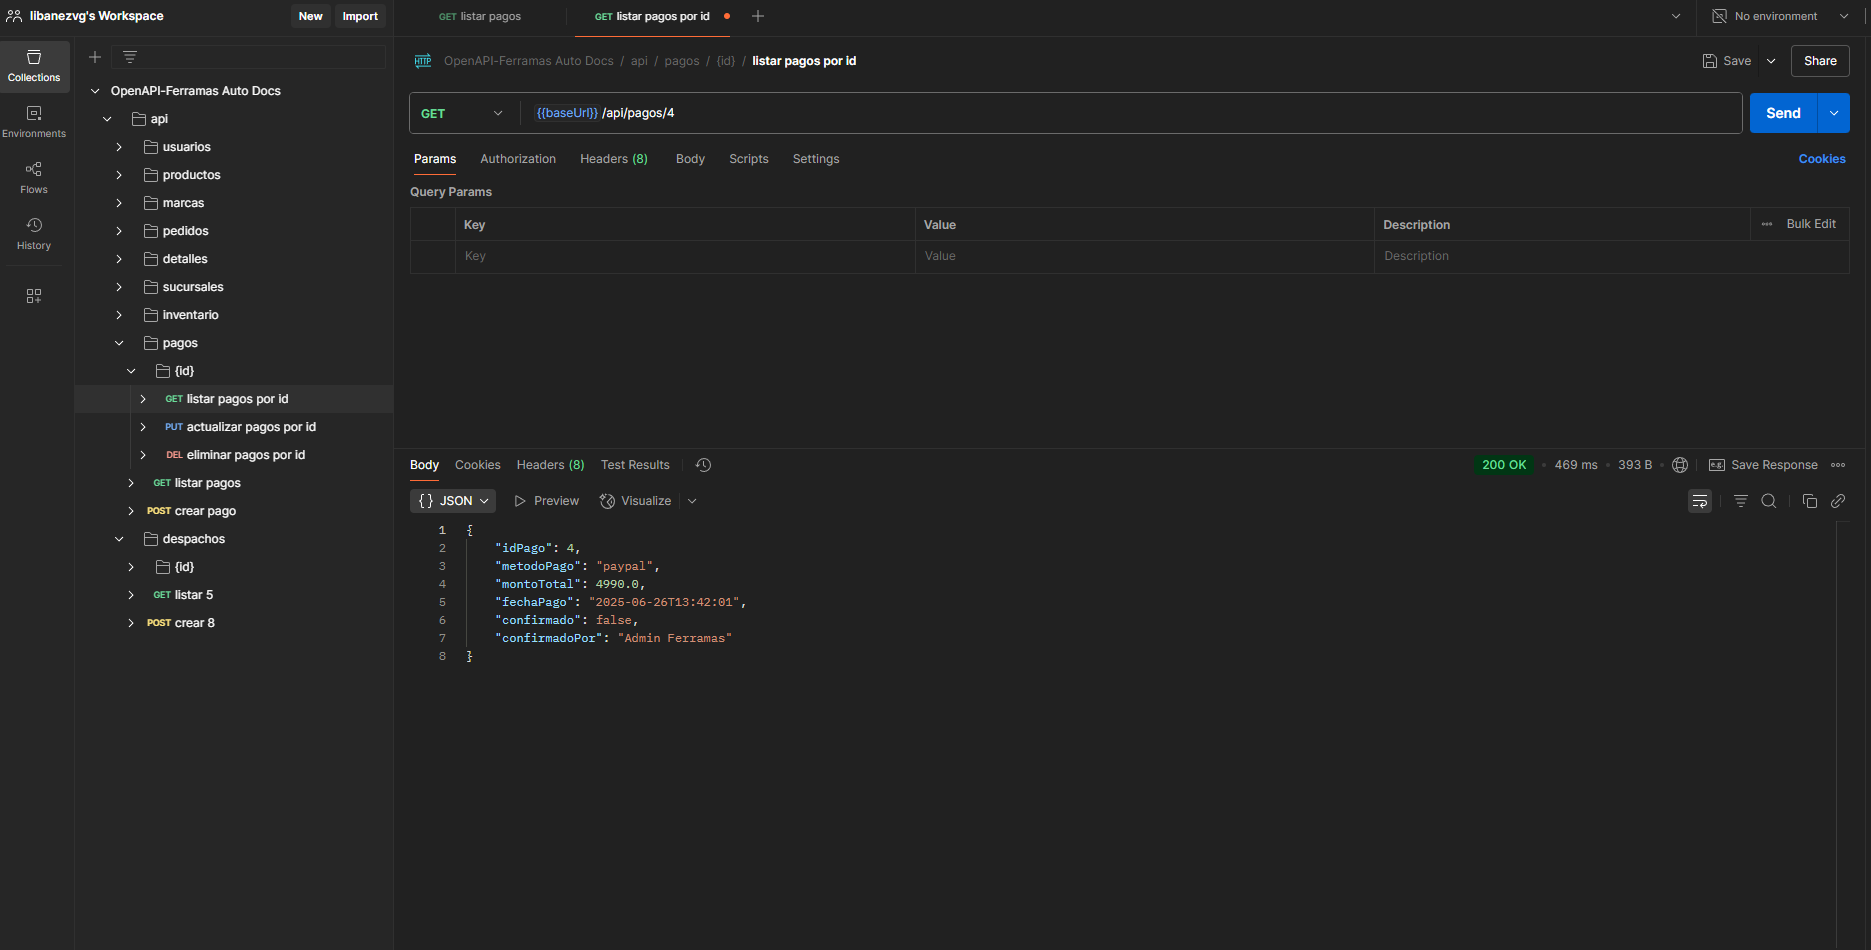 libanezvg's Workspace
New
Import
Collections
Environments
Flows
History
OpenAPI-Ferramas Auto Docs
api
usuarios
productos
marcas
pedidos
detalles
sucursales
inventario
pagos
{id}
GET listar pagos por id
PUT actualizar pagos por id
DEL eliminar pagos por id
GET listar pagos
POST crear pago
despachos
{id}
GET listar 5
POST crear 8
GET listar pagos
GET listar pagos por id
No environment
HTTP OpenAPI-Ferramas Auto Docs / api / pagos / {id} / listar pagos por id
Save
Share
GET
{{baseUrl}} /api/pagos/4
Send
Params Authorization Headers (8) Body Scripts Settings
Cookies
Query Params
Key Value Description Bulk Edit
Key Value Description
Body Cookies Headers (8) Test Results
200 OK • 469 ms • 393 B
e.g. Save Response
{} JSON Preview Visualize
1 {
2 "idPago": 4,
3 "metodoPago": "paypal",
4 "montoTotal": 4990.0,
5 "fechaPago": "2025-06-26T13:42:01",
6 "confirmado": false,
7 "confirmadoPor": "Admin Ferramas"
8 }